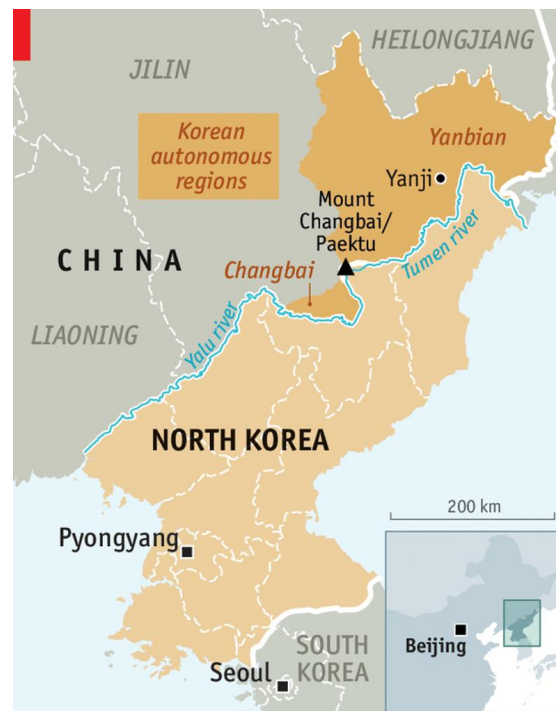 HEILONGJIANG
JILIN
Korean
autonomous
regions
Yanbian
Yanji
Mount
Changbai/
Paektu
Tumen river
CHINA
Changbai
LIAONING
Yalu river
NORTH KOREA
200 km
Pyongyang
Beijing
SOUTH
KOREA
Seoul